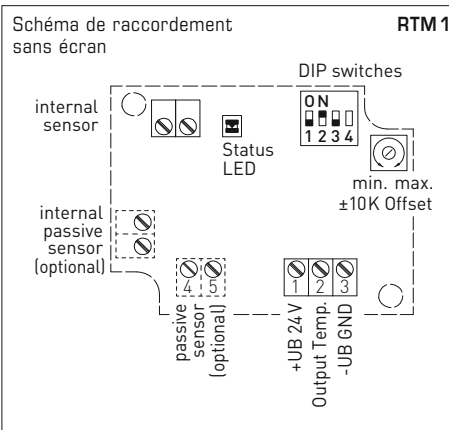 Schéma de raccordement
sans écran
RTM 1
DIP switches
internal
sensor
ON
1 2 3 4
Status
LED
min. max.
±10K Offset
internal
passive
sensor
(optional)
4 5
1 2 3
passive
sensor
(optional)
+UB 24 V
Output Temp.
-UB GND